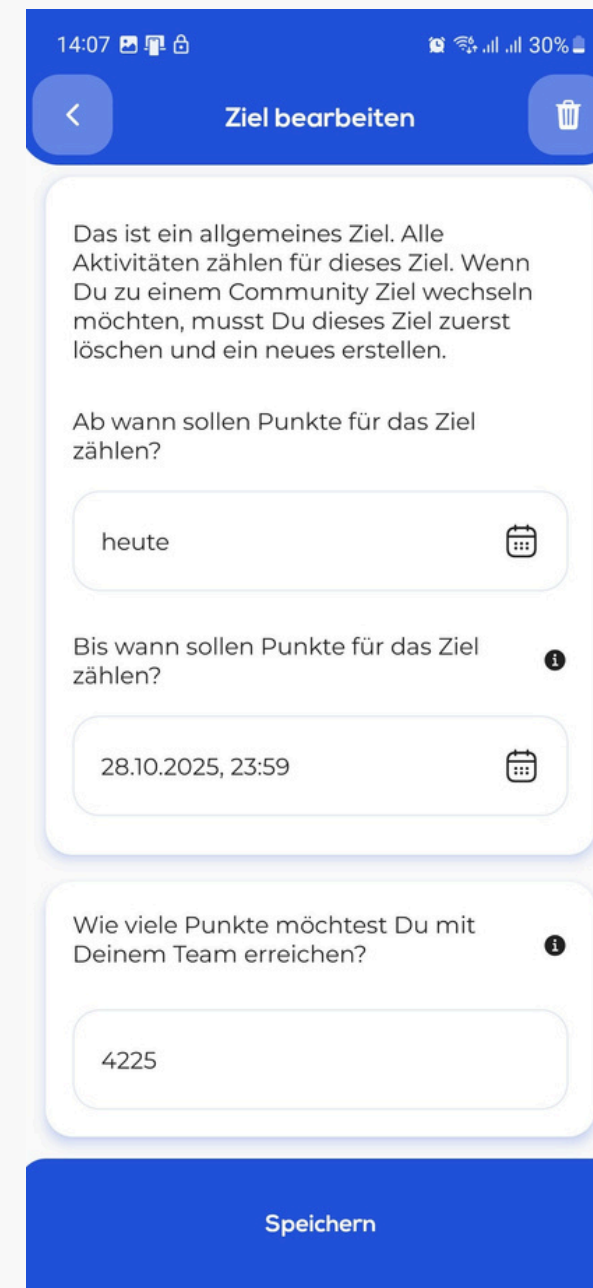 14:07 30%
Ziel bearbeiten
Das ist ein allgemeines Ziel. Alle
Aktivitäten zählen für dieses Ziel. Wenn
Du zu einem Community Ziel wechseln
möchten, musst Du dieses Ziel zuerst
löschen und ein neues erstellen.
Ab wann sollen Punkte für das Ziel
zählen?
heute
Bis wann sollen Punkte für das Ziel
zählen?
28.10.2025, 23:59
Wie viele Punkte möchtest Du mit
Deinem Team erreichen?
4225
Speichern